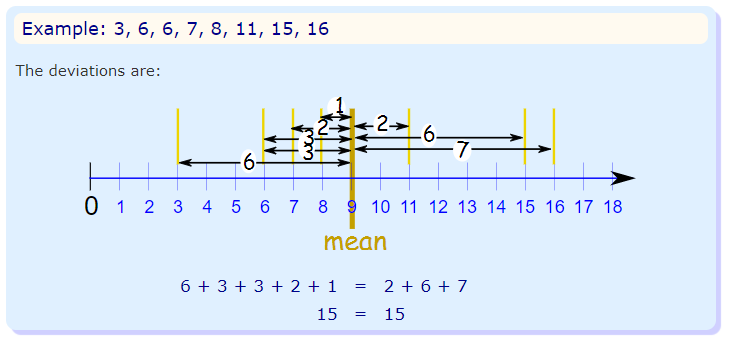 Example: 3, 6, 6, 7, 8, 11, 15, 16
The deviations are:
1
2 2
3 6
3 7
6
0 1 2 3 4 5 6 7 8 9 10 11 12 13 14 15 16 17 18
mean
6 + 3 + 3 + 2 + 1 = 2 + 6 + 7
15 = 15